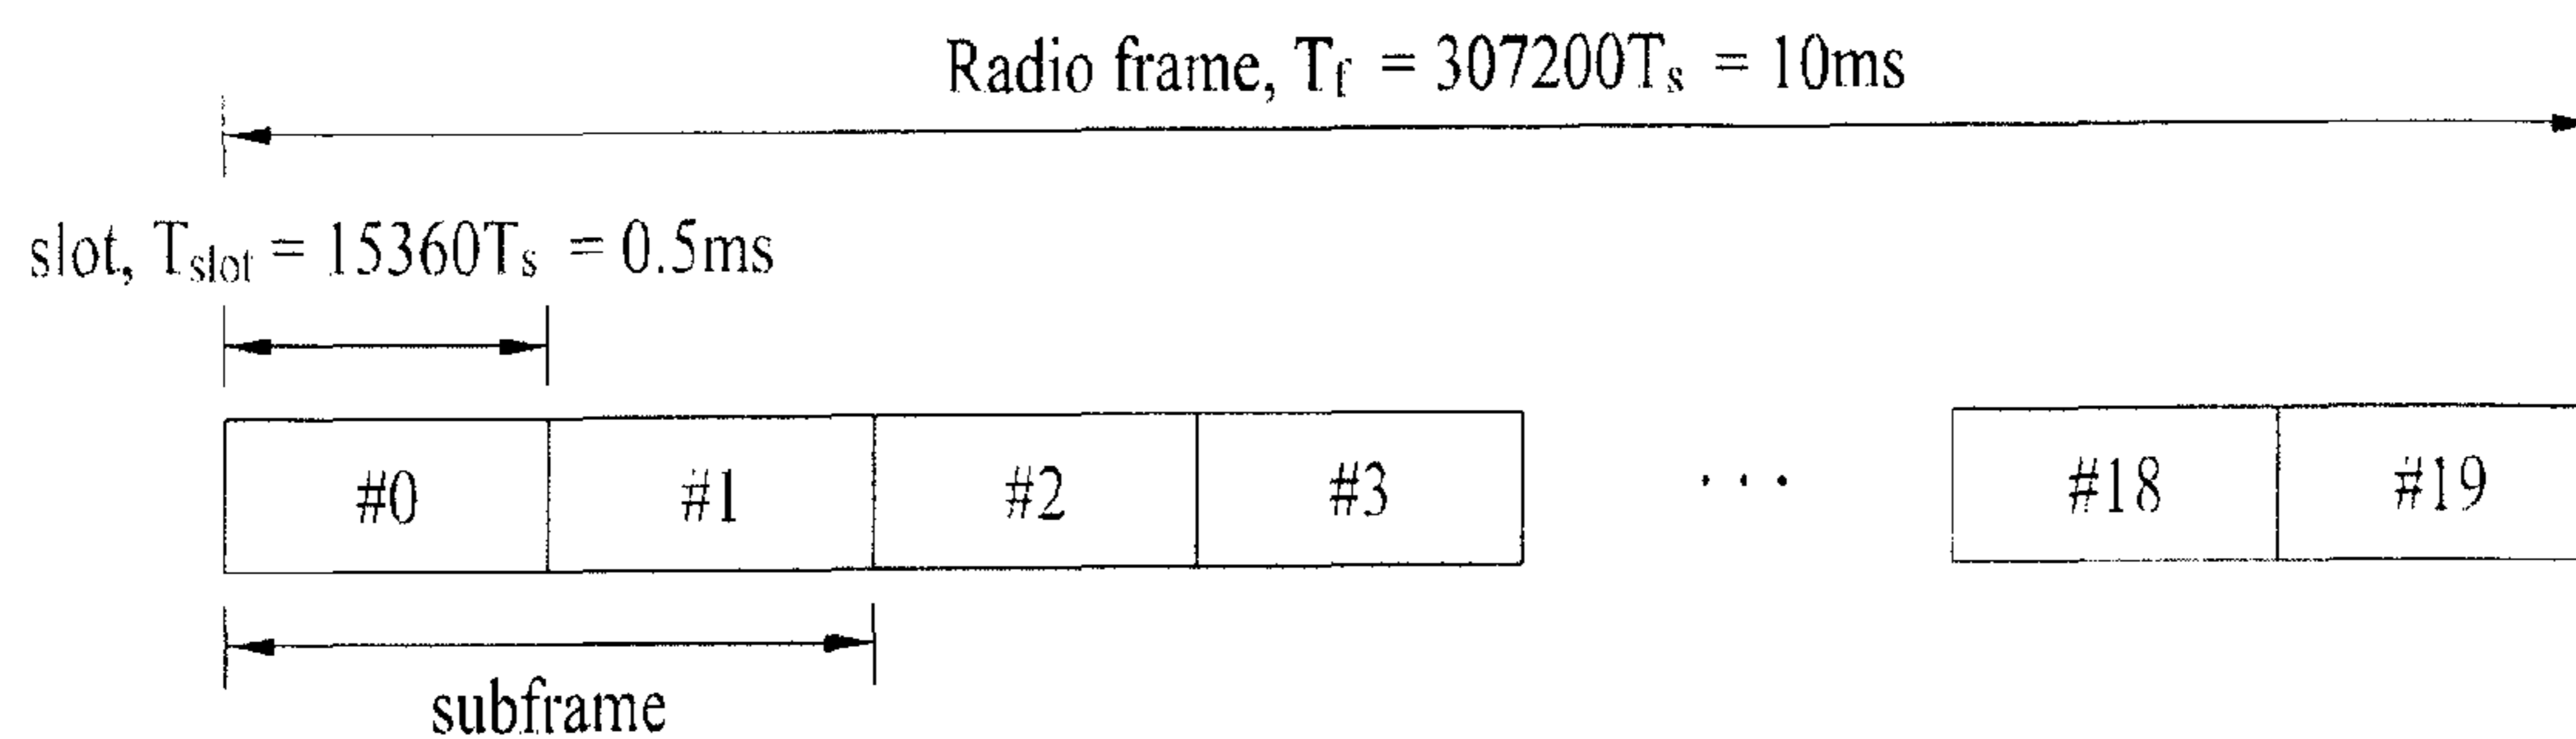 Radio frame, Tf = 307200Ts = 10ms
slot, Tslot = 15360Ts = 0.5ms
#0 #1 #2 #3 ··· #18 #19
subframe